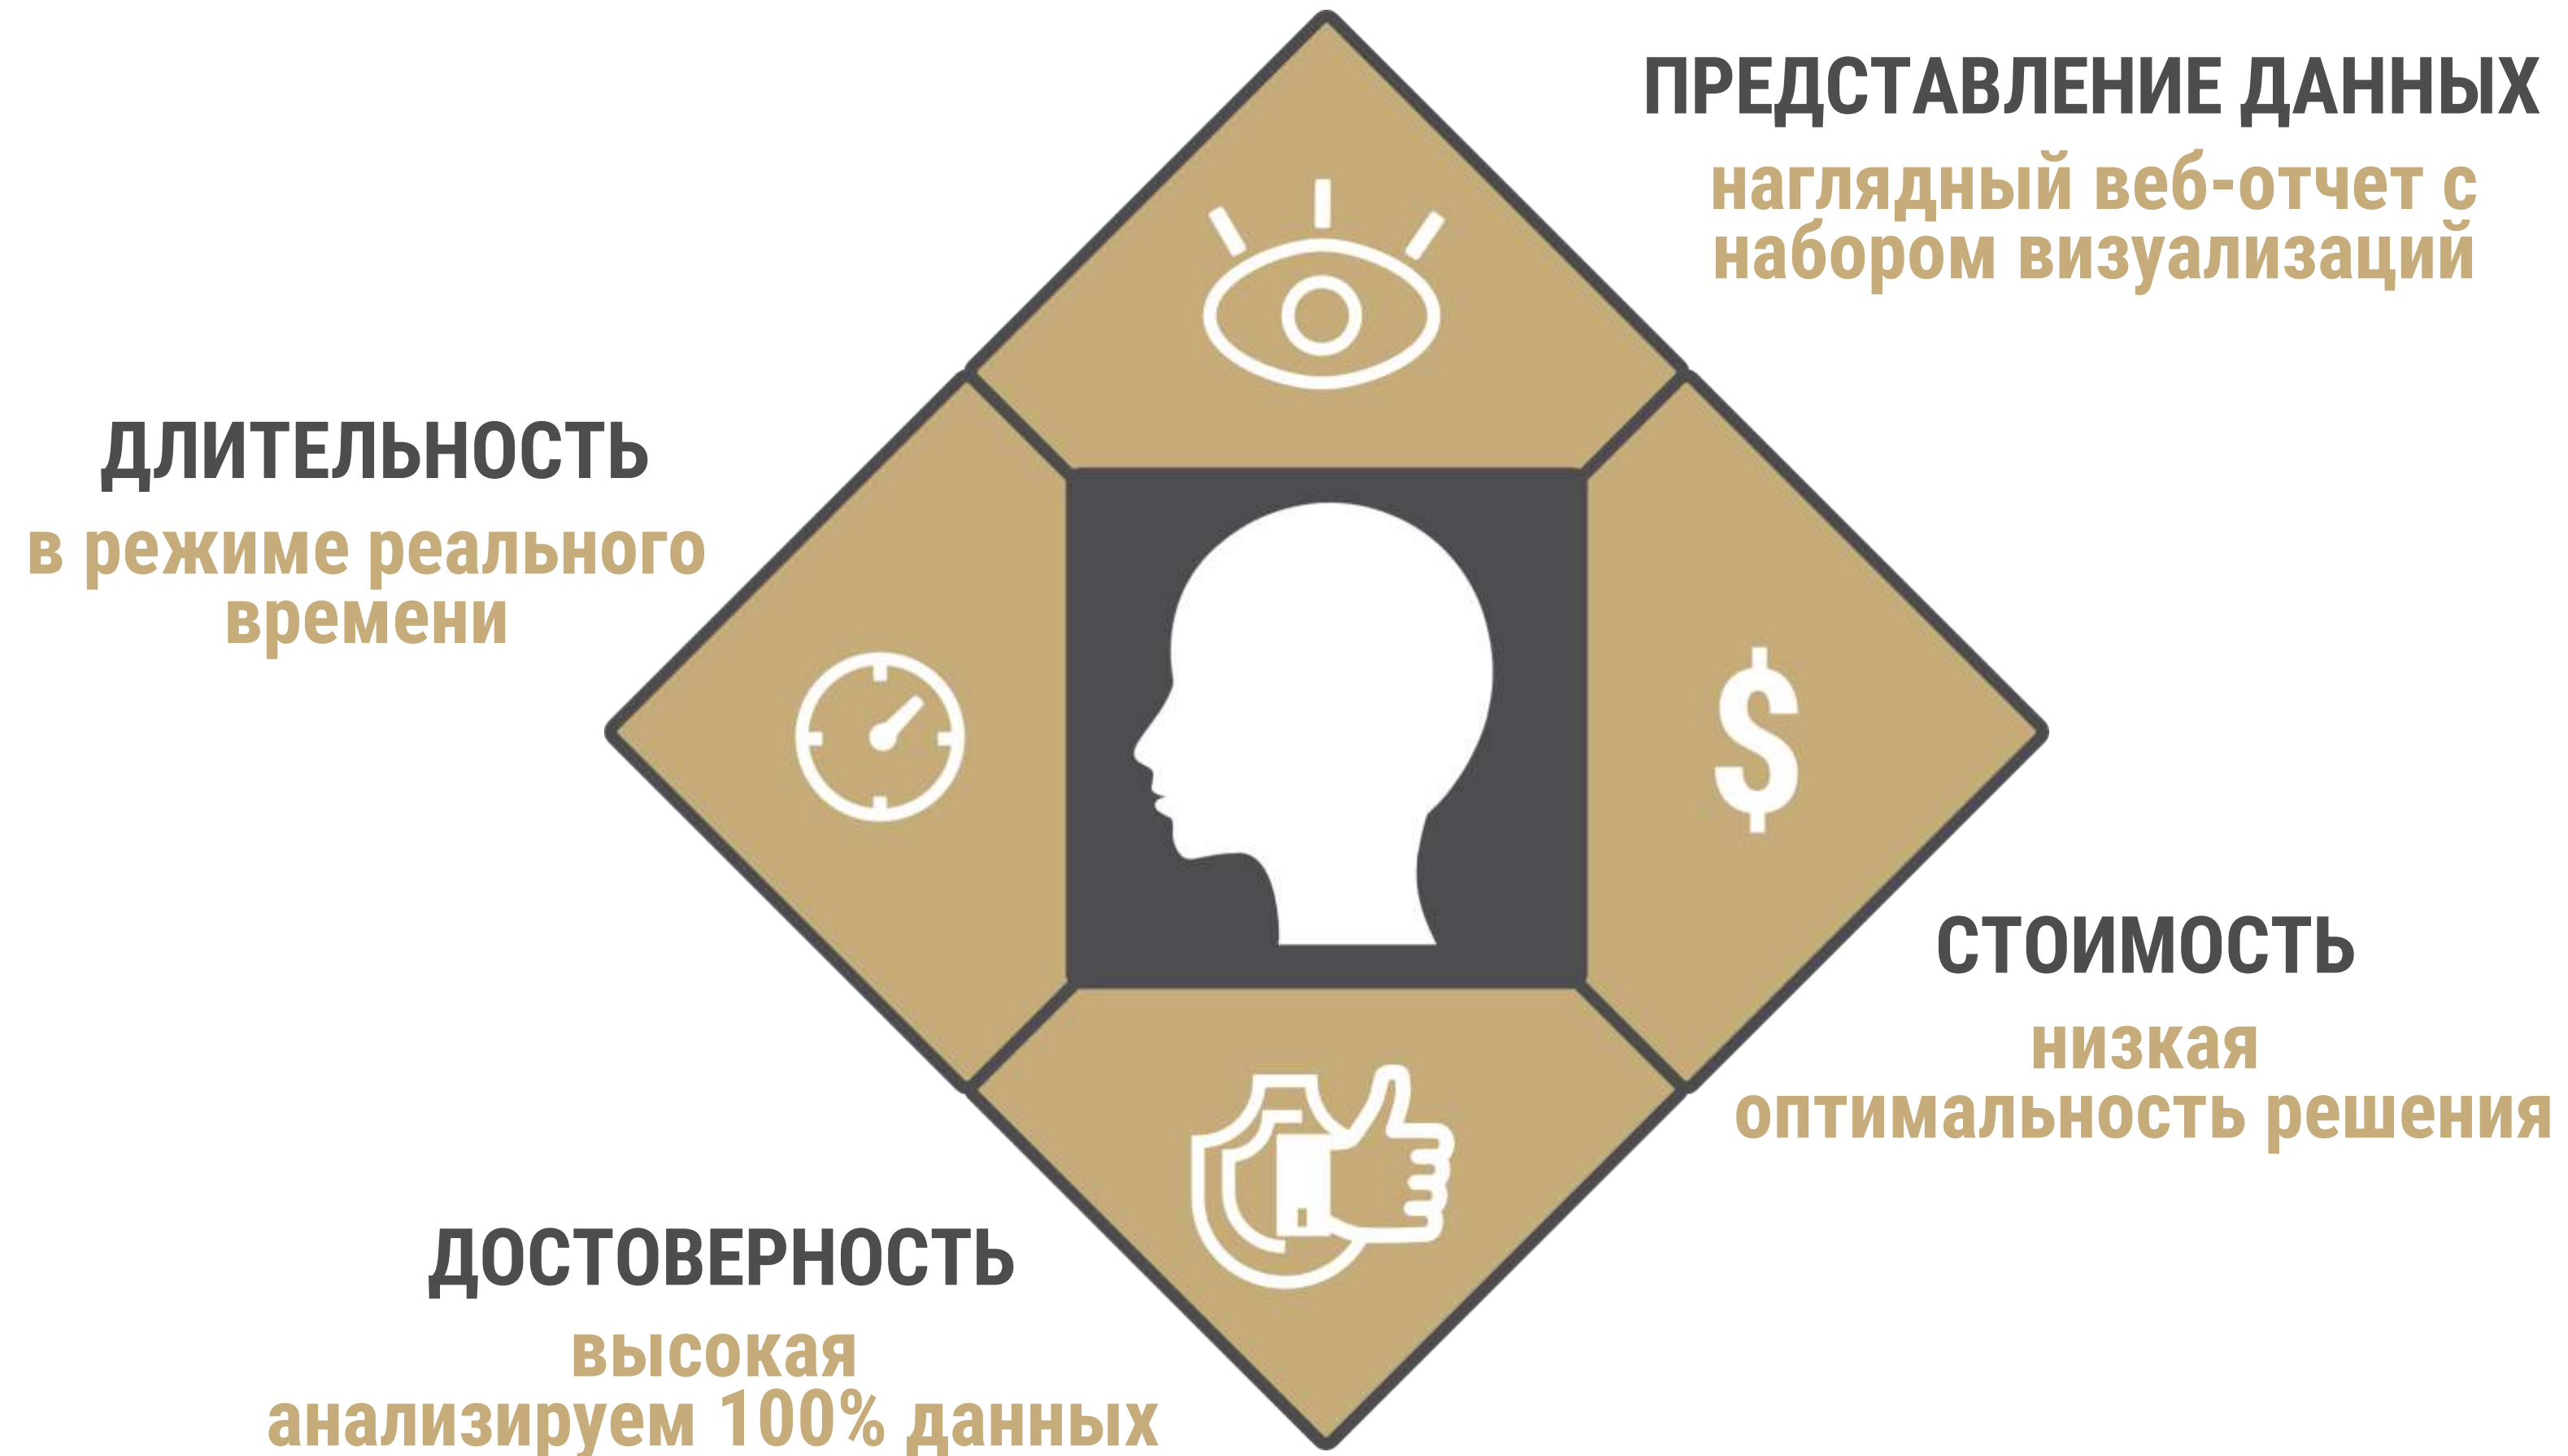 ПРЕДСТАВЛЕНИЕ ДАННЫХ
наглядный веб-отчет с
набором визуализаций
ДЛИТЕЛЬНОСТЬ
в режиме реального
времени
$
СТОИМОСТЬ
низкая
оптимальность решения
ДОСТОВЕРНОСТЬ
высокая
анализируем 100% данных